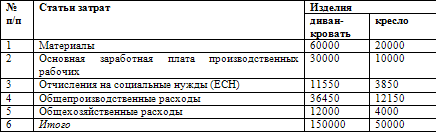 № п/п Статьи затрат Изделия
диван-кровать кресло
1 Материалы 60000 20000
2 Основная заработная плата производственных рабочих 30000 10000
3 Отчисления на социальные нужды (ЕСН) 11550 3850
4 Общепроизводственные расходы 36450 12150
5 Общехозяйственные расходы 12000 4000
6 Итого 150000 50000